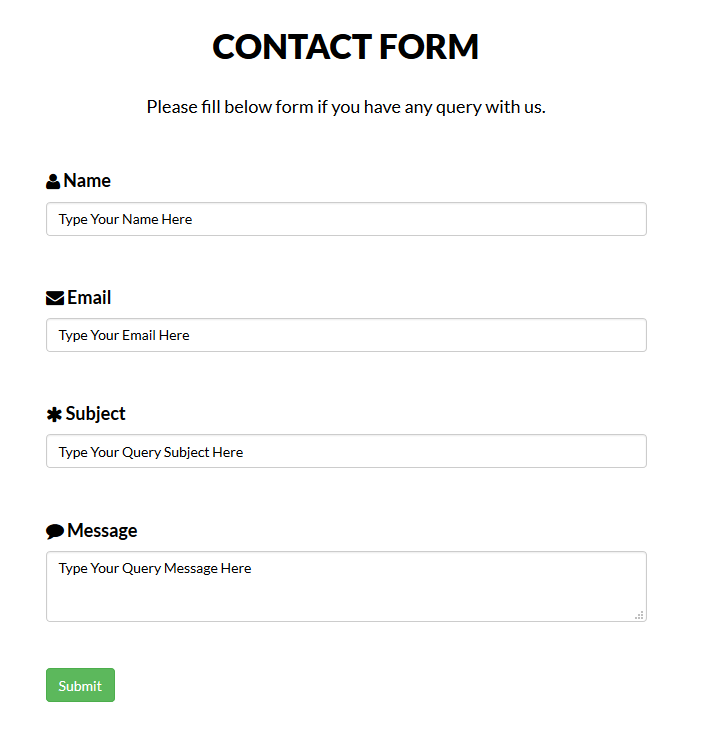 CONTACT FORM
Please fill below form if you have any query with us.
Name
Type Your Name Here
Email
Type Your Email Here
Subject
Type Your Query Subject Here
Message
Type Your Query Message Here
Submit